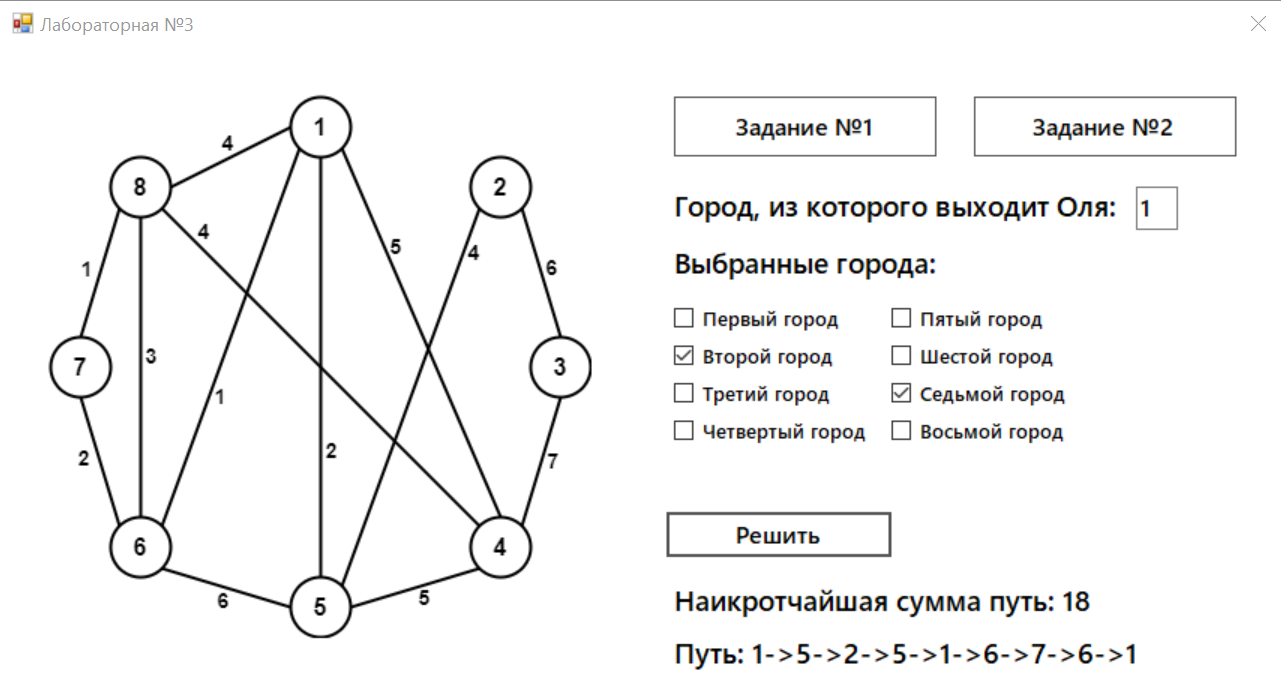 Лабораторная №3
1
4
8
2
4
5
4
1
6
7
3
3
1
2
2
7
6
4
6
5
5
Задание №1
Задание №2
Город, из которого выходит Оля: 1
Выбранные города:
Первый город
Пятый город
Второй город
Шестой город
Третий город
Седьмой город
Четвертый город
Восьмой город
Решить
Наикротчайшая сумма путь: 18
Путь: 1->5->2->5->1->6->7->6->1